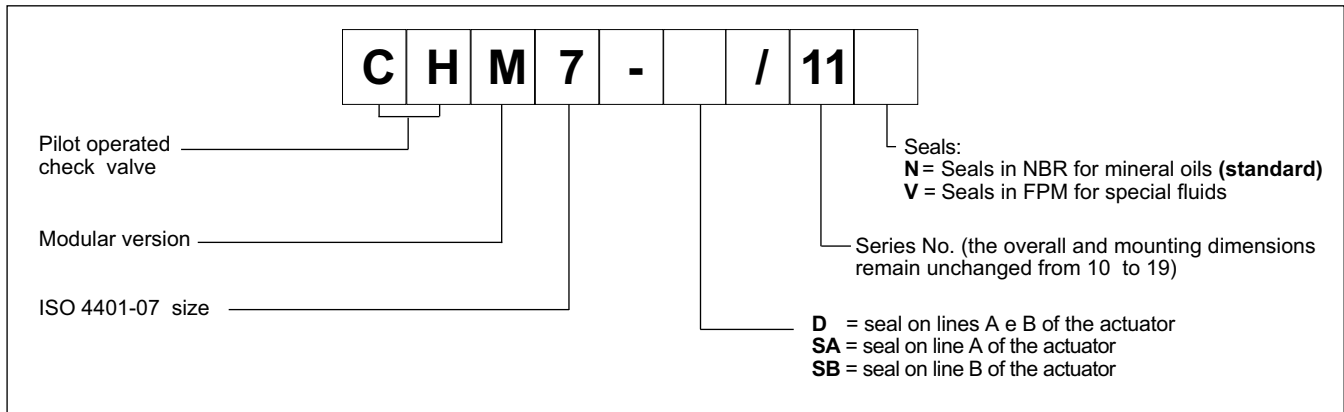 C H M 7 - / 11
Pilot operated
check valve
Modular version
ISO 4401-07 size
Seals:
N = Seals in NBR for mineral oils (standard)
V = Seals in FPM for special fluids
Series No. (the overall and mounting dimensions
remain unchanged from 10 to 19)
D = seal on lines A e B of the actuator
SA = seal on line A of the actuator
SB = seal on line B of the actuator